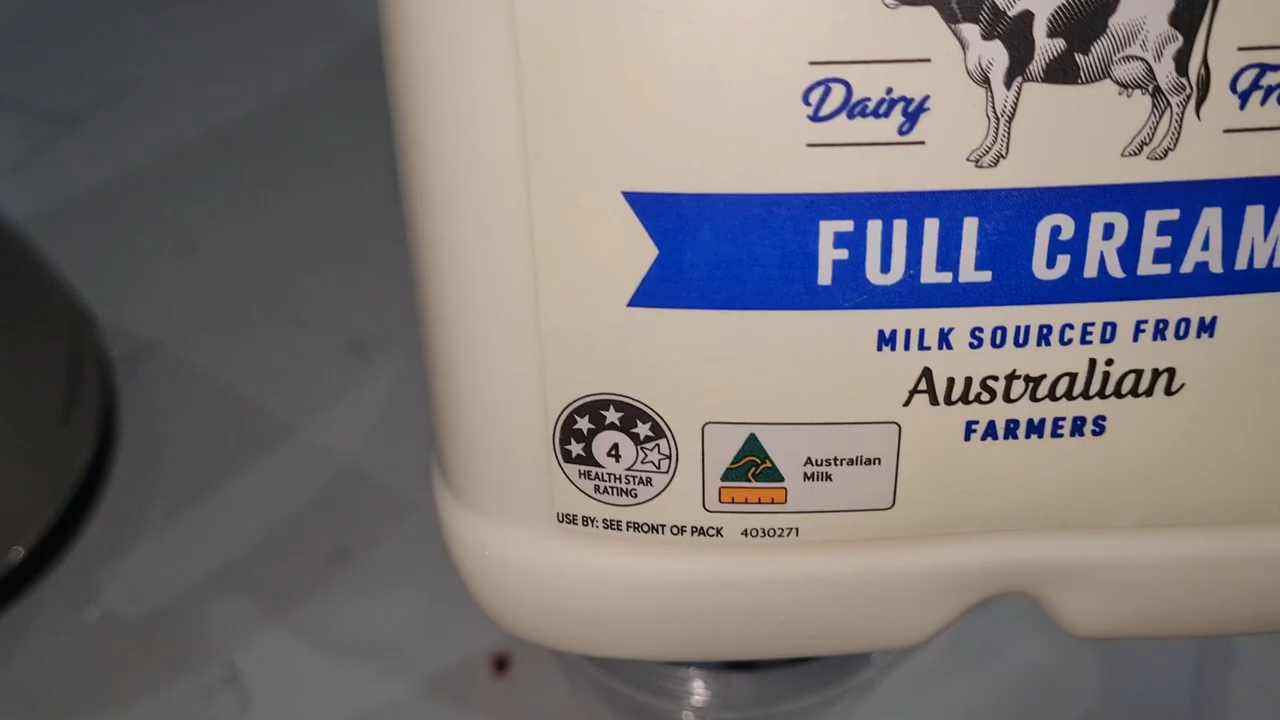 Dairy
FULL CREAM
MILK SOURCED FROM
Australian
FARMERS
4
HEALTH STAR
RATING
Australian
Milk
USE BY: SEE FRONT OF PACK 4030271